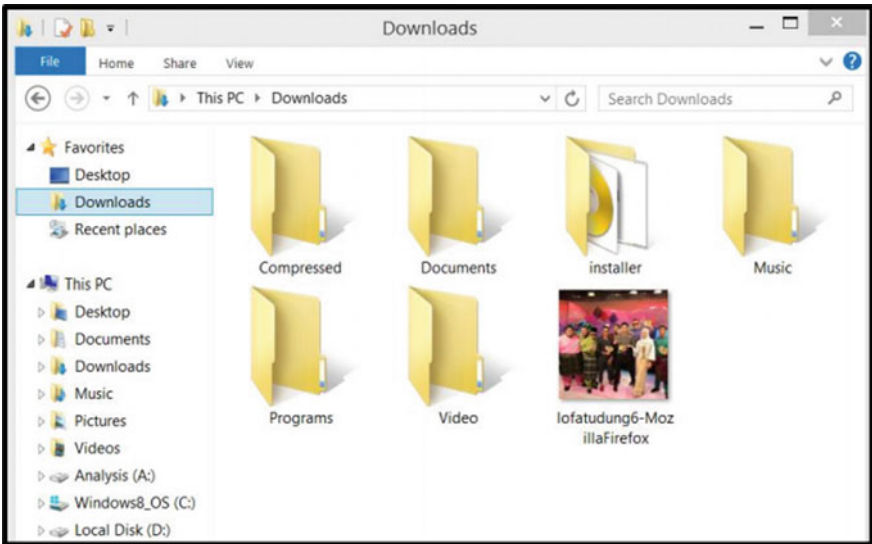 Downloads
File Home Share View
This PC Downloads
Search Downloads
Favorites
Desktop
Downloads
Recent places
This PC
Desktop
Documents
Downloads
Music
Pictures
Videos
Analysis (A:)
Windows8_OS (C:)
Local Disk (D:)
Compressed
Documents
installer
Music
Programs
Video
lofatudung6-Moz
illaFirefox